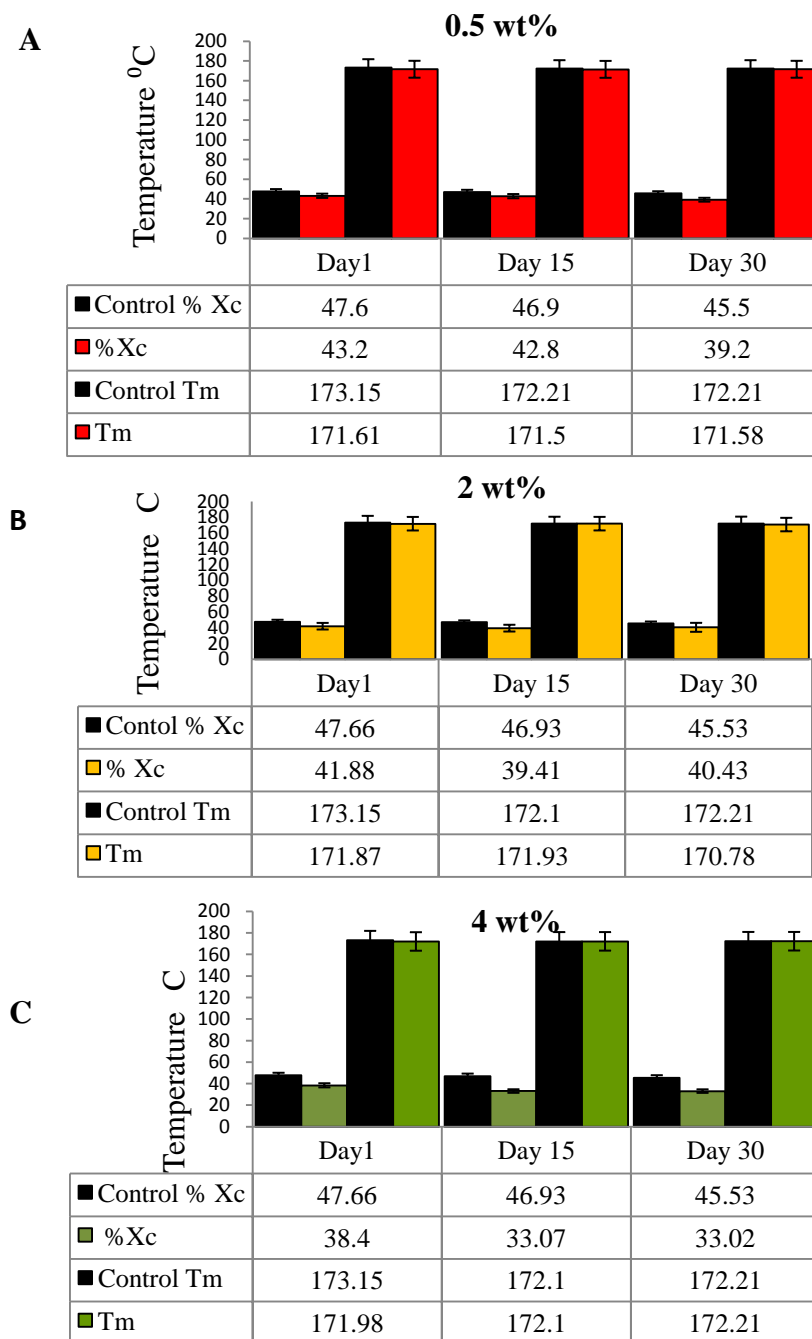 A
0.5 wt%
Temperature ⁰C
200
180
160
140
120
100
80
60
40
20
0
Day1 Day 15 Day 30
Control % Xc 47.6 46.9 45.5
%Xc 43.2 42.8 39.2
Control Tm 173.15 172.21 172.21
Tm 171.61 171.5 171.58
B
2 wt%
Temperature C
200
180
160
140
120
100
80
60
40
20
0
Day1 Day 15 Day 30
Contol % Xc 47.66 46.93 45.53
% Xc 41.88 39.41 40.43
Control Tm 173.15 172.1 172.21
Tm 171.87 171.93 170.78
C
4 wt%
Temperature C
200
180
160
140
120
100
80
60
40
20
0
Day1 Day 15 Day 30
Control % Xc 47.66 46.93 45.53
%Xc 38.4 33.07 33.02
Control Tm 173.15 172.1 172.21
Tm 171.98 172.1 172.21